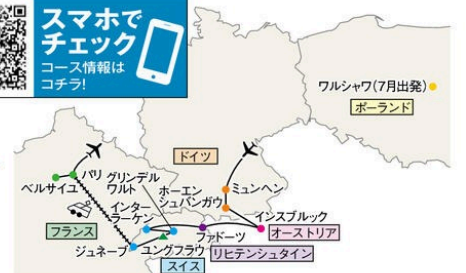 スマホで
チェック
コース情報は
コチラ!
ワルシャワ(7月出発)
ポーランド
ドイツ
パリ
グリンデル
ワルト
ベルサイユ
ホーエン
シュバンガウ
ミュンヘン
インター
ラーケン
インスブルック
フランス
ファドーツ
オーストリア
ジュネーブ
ユングフラウ
リヒテンシュタイン
スイス